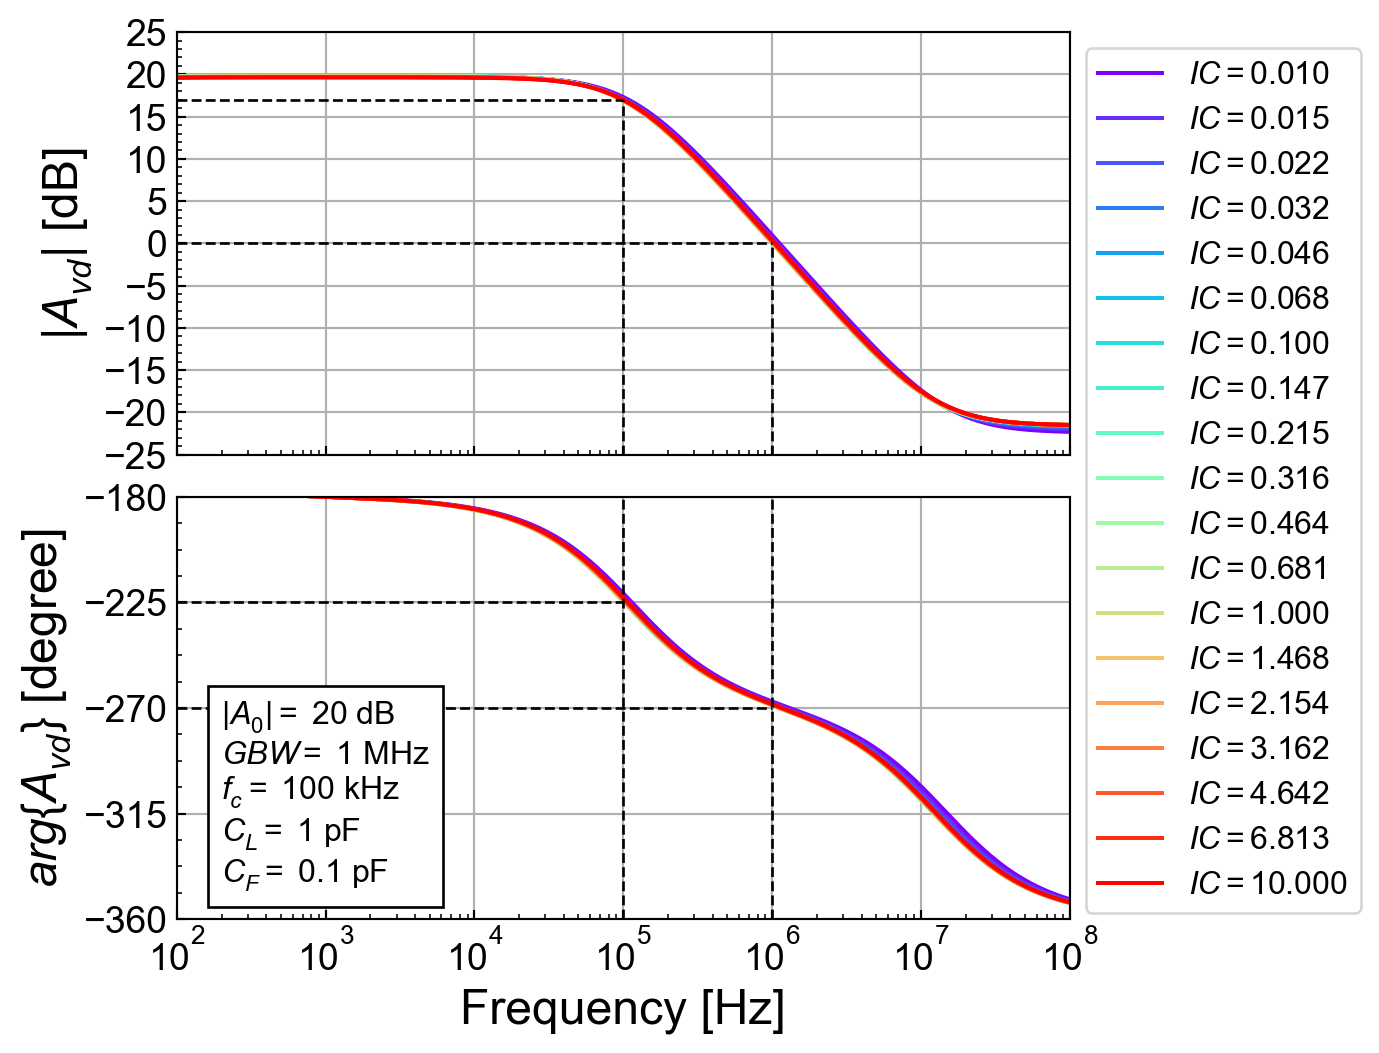 25
20
15
10
5
0
−5
−10
−15
−20
−25
|A_vd| [dB]
−180
−225
−270
−315
−360
arg{A_vd} [degree]
|A_0| = 20 dB
GBW = 1 MHz
f_c = 100 kHz
C_L = 1 pF
C_F = 0.1 pF
10^2 10^3 10^4 10^5 10^6 10^7 10^8
Frequency [Hz]
IC = 0.010
IC = 0.015
IC = 0.022
IC = 0.032
IC = 0.046
IC = 0.068
IC = 0.100
IC = 0.147
IC = 0.215
IC = 0.316
IC = 0.464
IC = 0.681
IC = 1.000
IC = 1.468
IC = 2.154
IC = 3.162
IC = 4.642
IC = 6.813
IC = 10.000